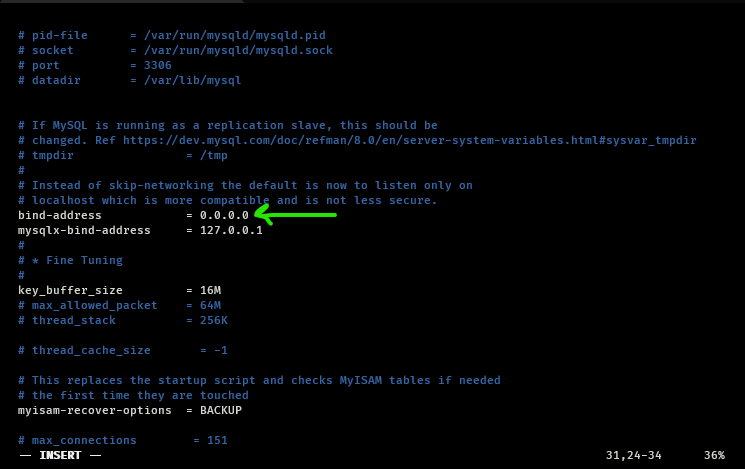 # pid-file      = /var/run/mysqld/mysqld.pid
# socket        = /var/run/mysqld/mysqld.sock
# port          = 3306
# datadir       = /var/lib/mysql
# If MySQL is running as a replication slave, this should be
# changed. Ref https://dev.mysql.com/doc/refman/8.0/en/server-system-variables.html#sysvar_tmpdir
# tmpdir                = /tmp
#
# Instead of skip-networking the default is now to listen only on
# localhost which is more compatible and is not less secure.
bind-address            = 0.0.0.0
mysqlx-bind-address     = 127.0.0.1
#
# * Fine Tuning
#
key_buffer_size         = 16M
# max_allowed_packet    = 64M
# thread_stack          = 256K
# thread_cache_size       = -1
# This replaces the startup script and checks MyISAM tables if needed
# the first time they are touched
myisam-recover-options  = BACKUP
# max_connections        = 151
-- INSERT --                                                                        31,24-34      36%